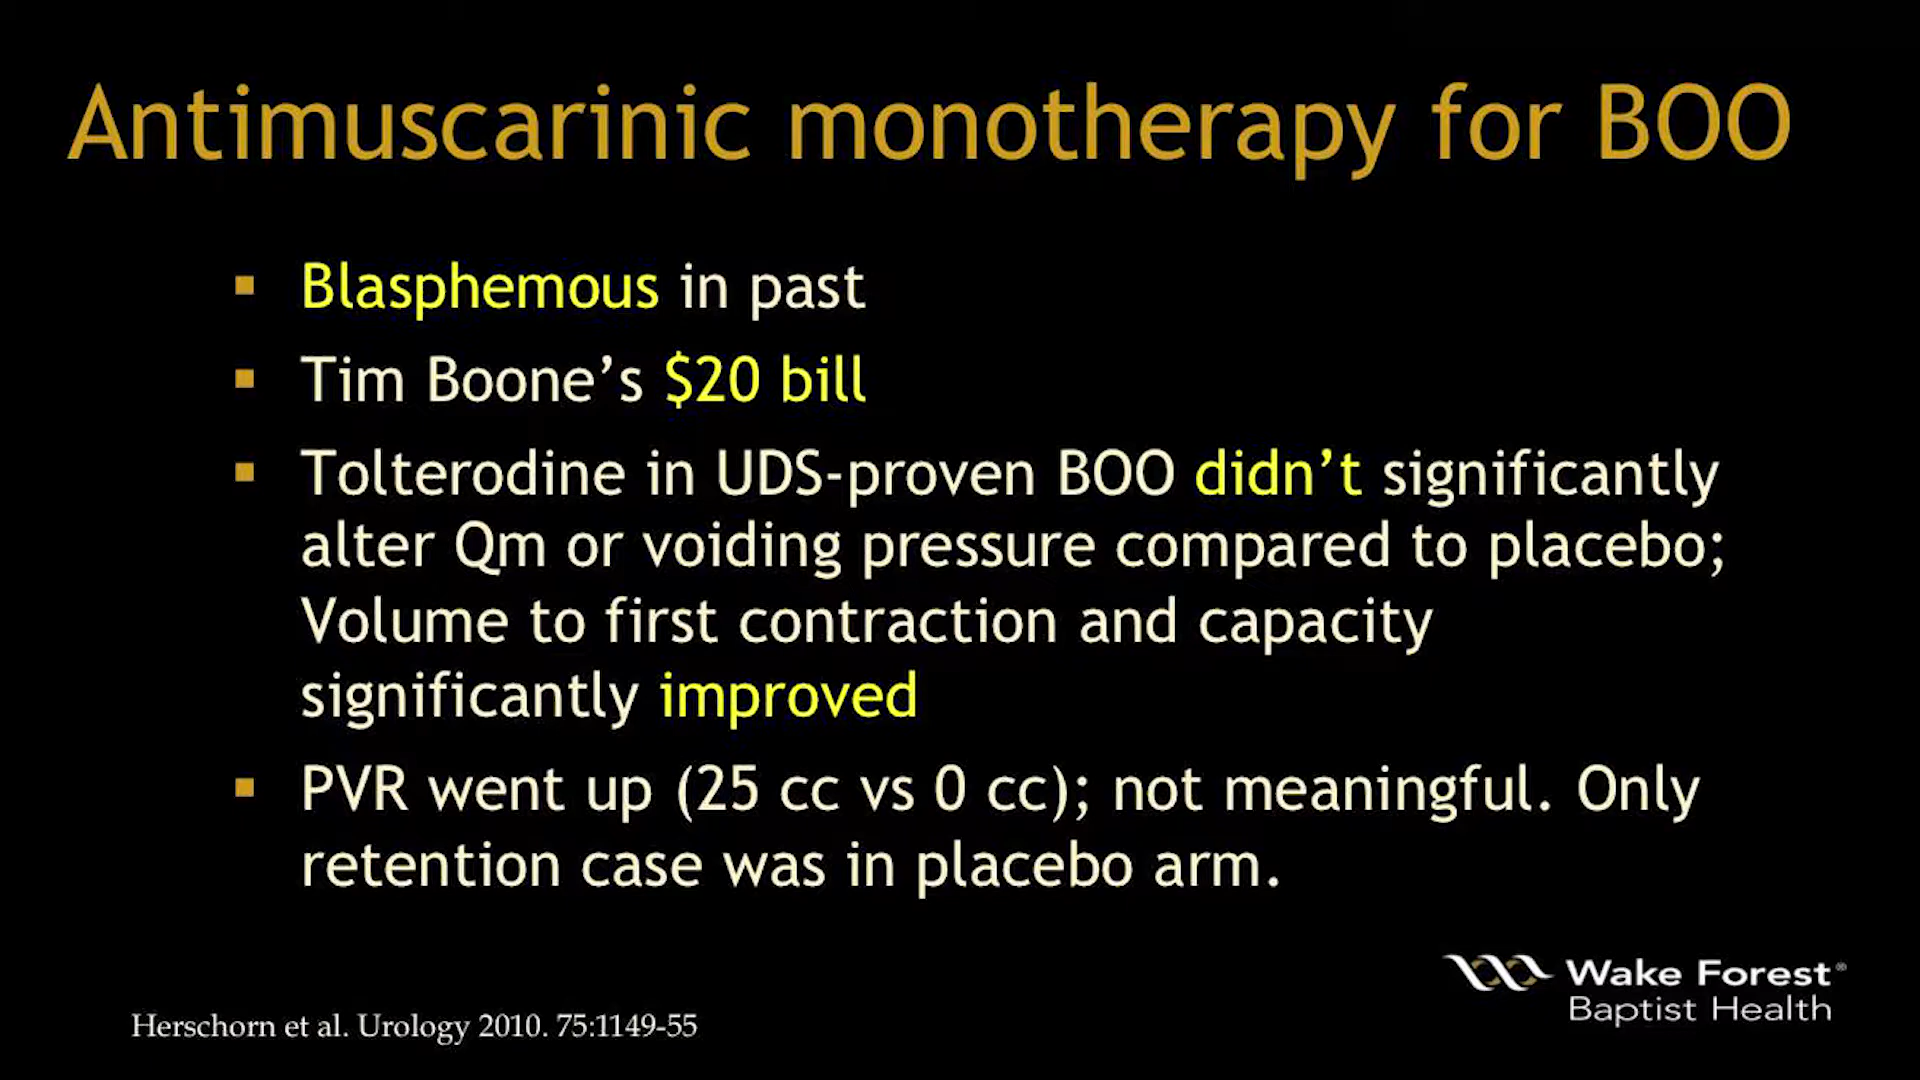 Antimuscarinic monotherapy for BOO
▪ Blasphemous in past
▪ Tim Boone’s $20 bill
▪ Tolterodine in UDS-proven BOO didn’t significantly
alter Qm or voiding pressure compared to placebo;
Volume to first contraction and capacity
significantly improved
▪ PVR went up (25 cc vs 0 cc); not meaningful. Only
retention case was in placebo arm.
Wake Forest®
Baptist Health
Herschorn et al. Urology 2010. 75:1149-55